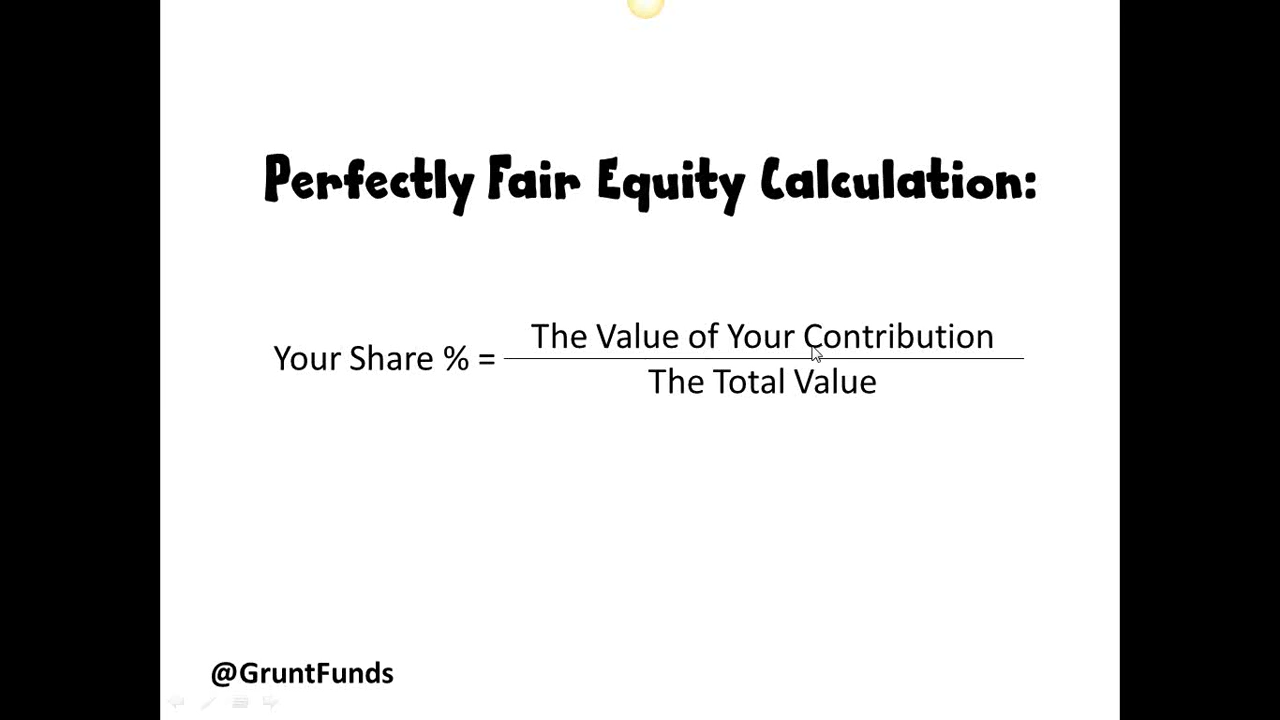 Perfectly Fair Equity Calculation:
The Value of Your Contribution
Your Share % =
The Total Value
@GruntFunds